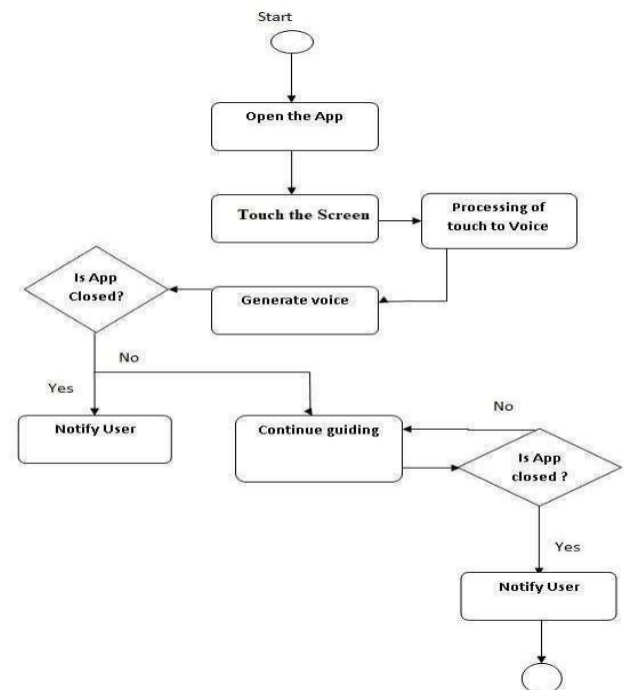 Start
Open the App
Touch the Screen
Processing of
touch to Voice
Is App
Closed?
Generate voice
No
Yes
Notify User
Continue guiding
No
Is App
closed ?
Yes
Notify User